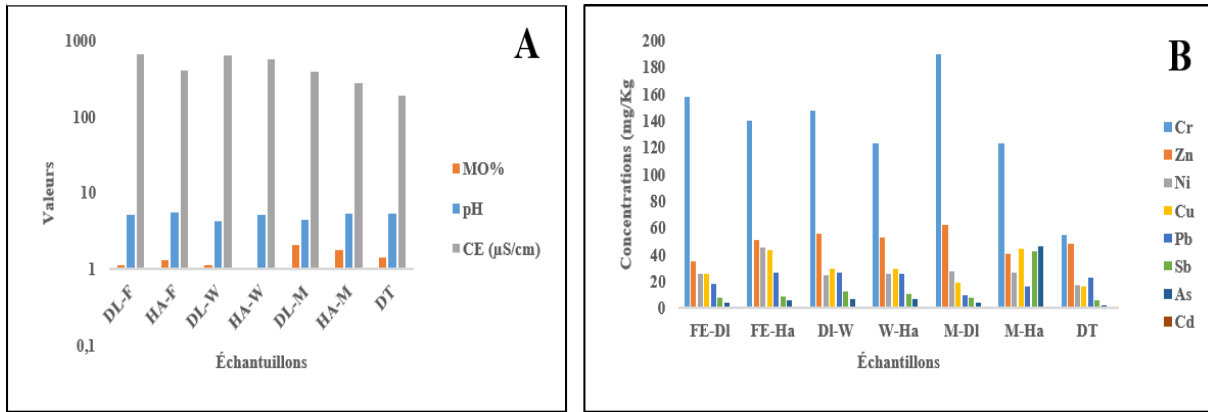 A
1000
100
10
1
0,1
Valeurs
DL-F
HA-F
DL-W
HA-W
DL-M
HA-M
DT
Échantuillons
MO%
pH
CE (µS/cm)
B
200
180
160
140
120
100
80
60
40
20
0
Concentrations (mg/Kg)
FE-Dl
FE-Ha
Dl-W
W-Ha
M-Dl
M-Ha
DT
Échantillons
Cr
Zn
Ni
Cu
Pb
Sb
As
Cd